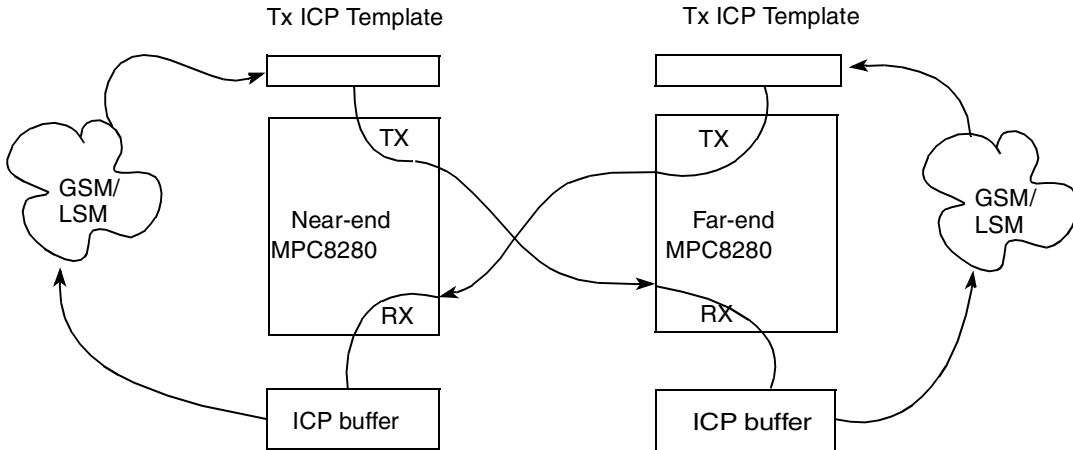 Tx ICP Template
Tx ICP Template
TX
TX
GSM/
LSM
Near-end
MPC8280
Far-end
MPC8280
GSM/
LSM
RX
RX
ICP buffer
ICP buffer